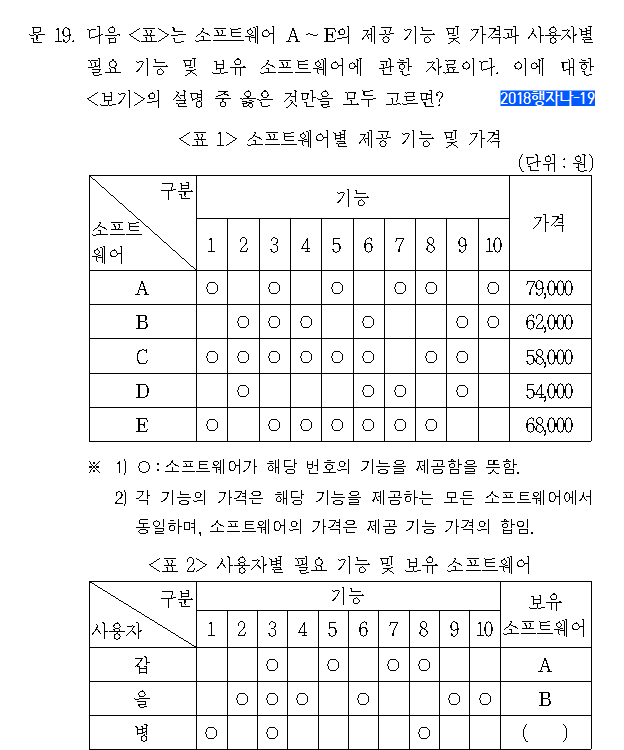 문 19. 다음 <표>는 소프트웨어 A ~ E의 제공 기능 및 가격과 사용자별
필요 기능 및 보유 소프트웨어에 관한 자료이다. 이에 대한
<보기>의 설명 중 옳은 것만을 모두 고르면? 2018행자나-19
<표 1> 소프트웨어별 제공 기능 및 가격
(단위 : 원)
구분 기능 가격
소프트
웨어 1 2 3 4 5 6 7 8 9 10
A ○ ○ ○ ○ ○ ○ 79,000
B ○ ○ ○ ○ ○ ○ 62,000
C ○ ○ ○ ○ ○ ○ ○ ○ 58,000
D ○ ○ ○ ○ 54,000
E ○ ○ ○ ○ ○ ○ ○ 68,000
※ 1) ○ : 소프트웨어가 해당 번호의 기능을 제공함을 뜻함.
2) 각 기능의 가격은 해당 기능을 제공하는 모든 소프트웨어에서
동일하며, 소프트웨어의 가격은 제공 기능 가격의 합임.
<표 2> 사용자별 필요 기능 및 보유 소프트웨어
구분 기능 보유
소프트웨어
사용자 1 2 3 4 5 6 7 8 9 10
갑 ○ ○ ○ ○ A
을 ○ ○ ○ ○ ○ ○ B
병 ○ ○ ○ ( )